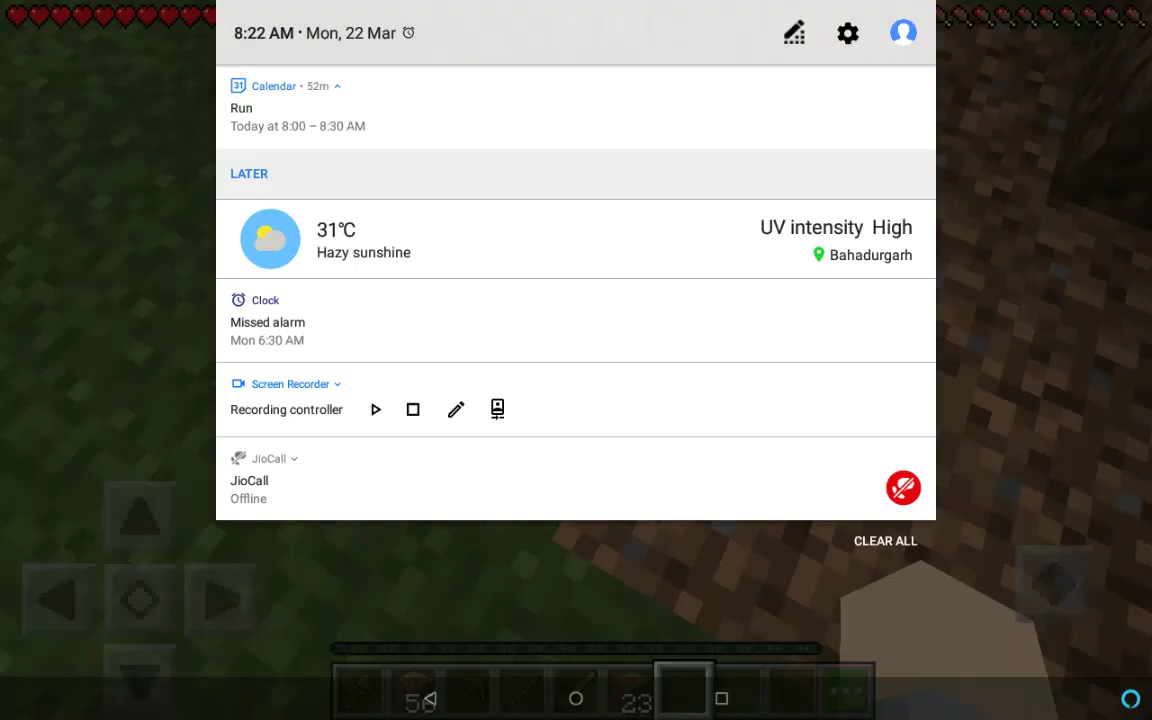 8:22 AM • Mon, 22 Mar
31 Calendar • 52m
Run
Today at 8:00 – 8:30 AM
LATER
31℃
Hazy sunshine
UV intensity High
Bahadurgarh
Clock
Missed alarm
Mon 6:30 AM
Screen Recorder
Recording controller
JioCall
JioCall
Offline
CLEAR ALL
23